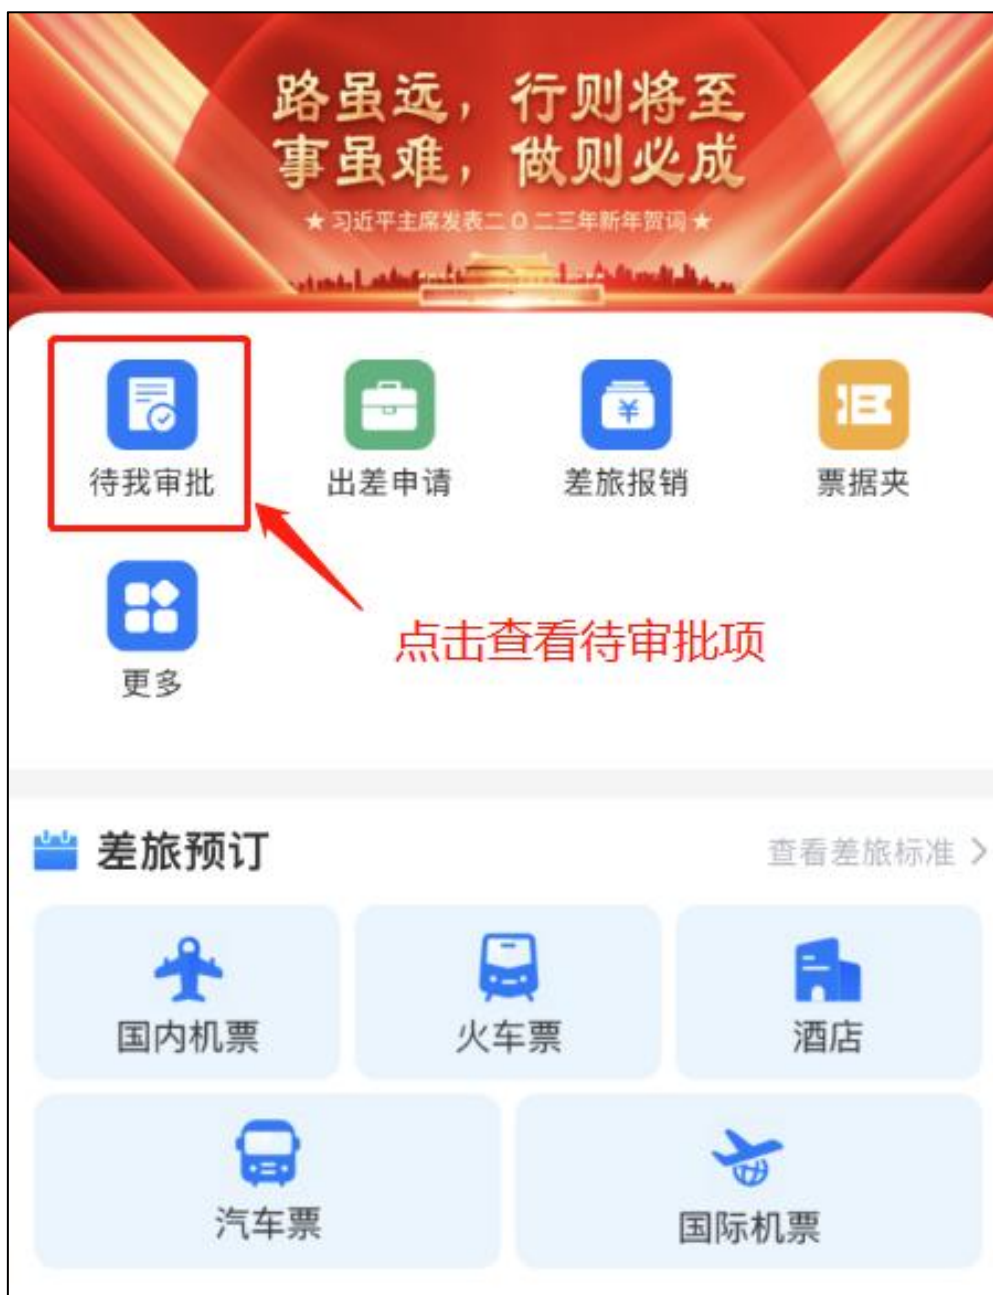 路虽远，行则将至
事虽难，做则必成
★习近平主席发表二〇二三年新年贺词★
待我审批
出差申请
差旅报销
票据夹
更多
点击查看待审批项
差旅预订
查看差旅标准 >
国内机票
火车票
酒店
汽车票
国际机票